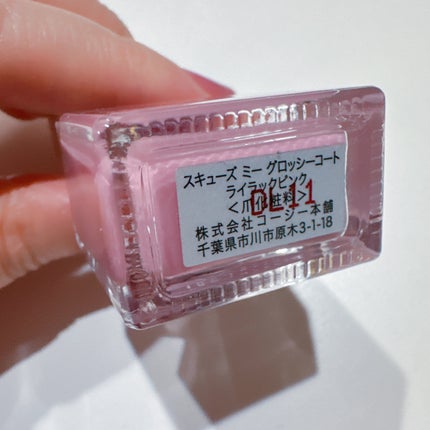 スキューズ ミー グロッシーコート
ライラックピンク
<爪化粧料>
DL11
株式会社コージー本舗
千葉県市川市原木3-1-18